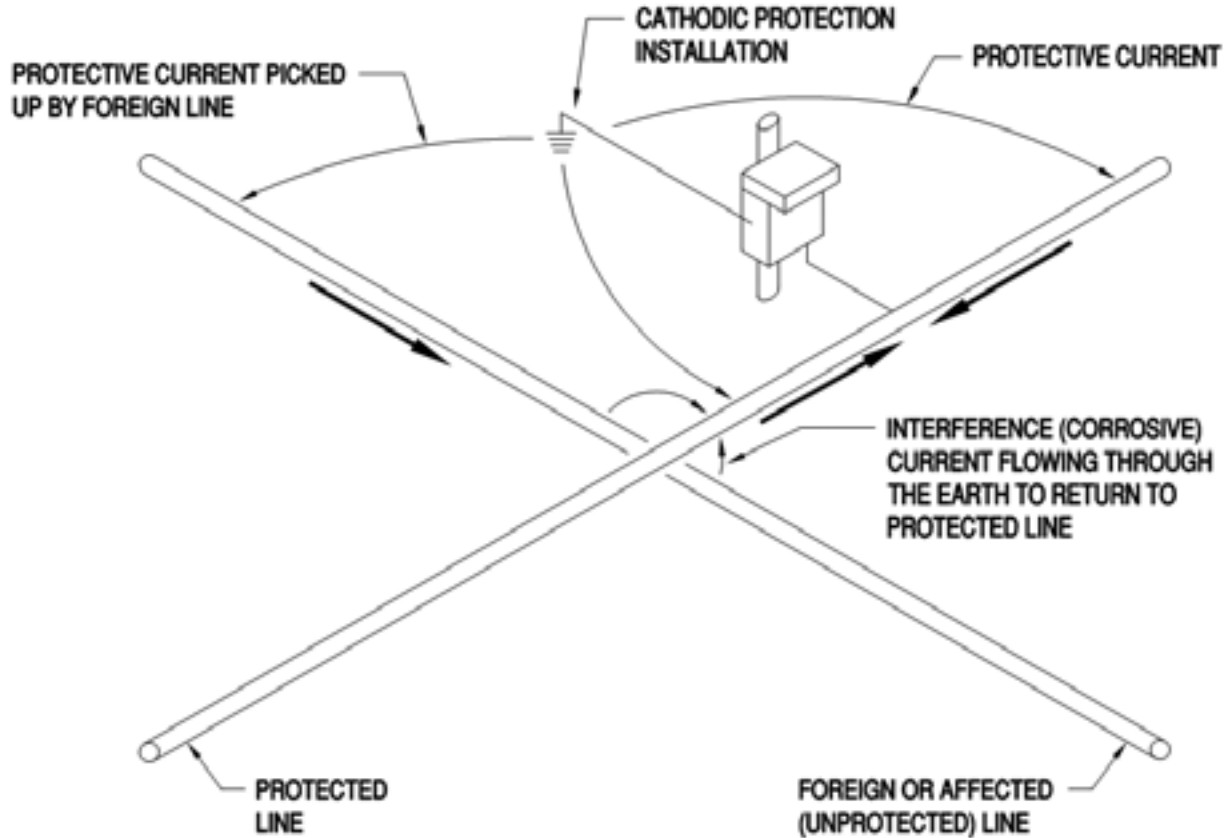 CATHODIC PROTECTION
INSTALLATION
PROTECTIVE CURRENT PICKED
UP BY FOREIGN LINE
PROTECTIVE CURRENT
INTERFERENCE (CORROSIVE)
CURRENT FLOWING THROUGH
THE EARTH TO RETURN TO
PROTECTED LINE
PROTECTED
LINE
FOREIGN OR AFFECTED
(UNPROTECTED) LINE